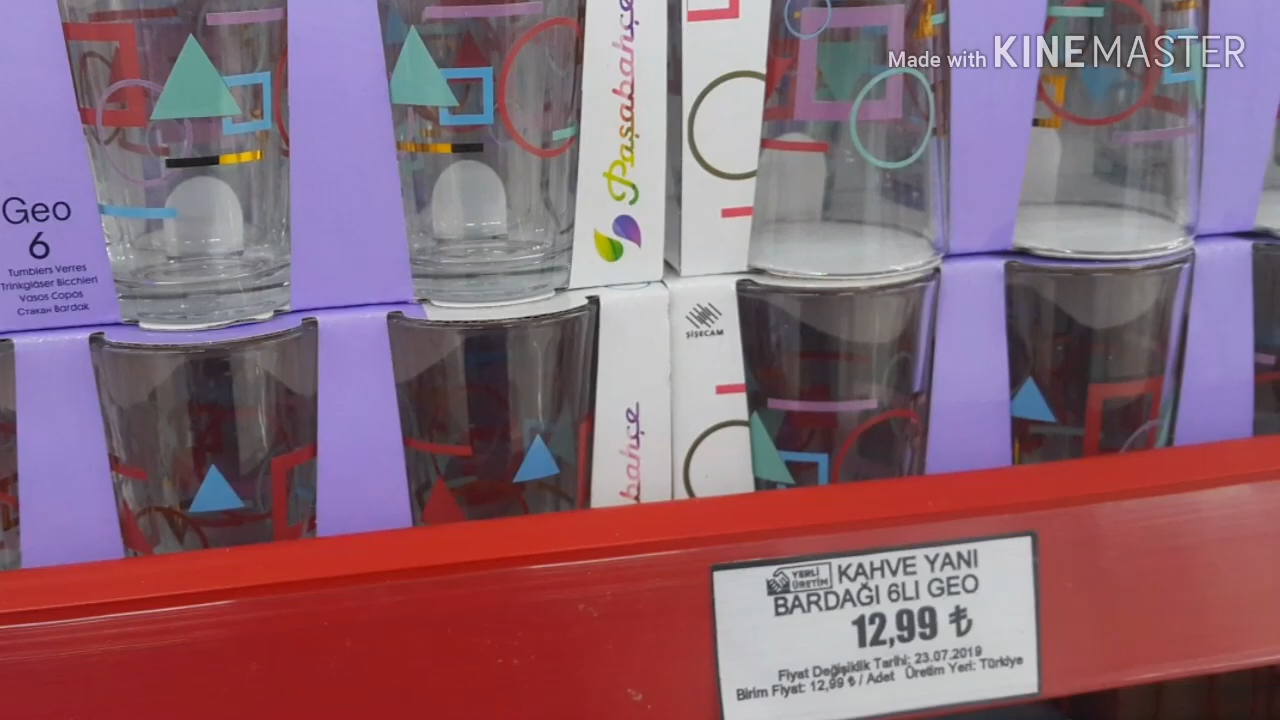 Made with KINEMASTER
Paşabahçe
Geo
6
Tumblers Verres
Trinkgläser Bicchieri
Vasos Copos
Стакан Bardak
ŞİŞECAM
bahçe
YERLİ
ÜRETİM
KAHVE YANI
BARDAĞI 6LI GEO
12,99 ₺
Fiyat Değişiklik Tarihi: 23.07.2019
Birim Fiyat: 12,99 ₺ / Adet Üretim Yeri: Türkiye